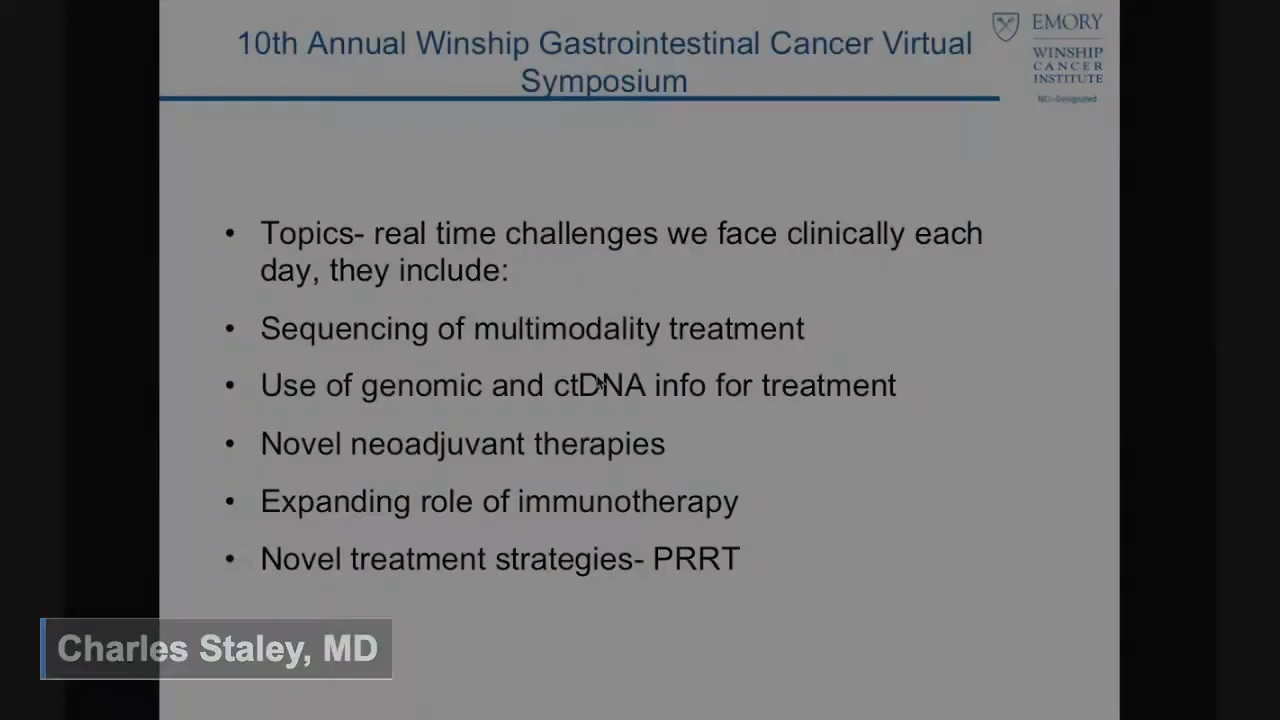 10th Annual Winship Gastrointestinal Cancer Virtual
Symposium
EMORY
WINSHIP
CANCER
INSTITUTE
NCI-Designated
• Topics- real time challenges we face clinically each
day, they include:
• Sequencing of multimodality treatment
• Use of genomic and ctDNA info for treatment
• Novel neoadjuvant therapies
• Expanding role of immunotherapy
• Novel treatment strategies- PRRT
Charles Staley, MD